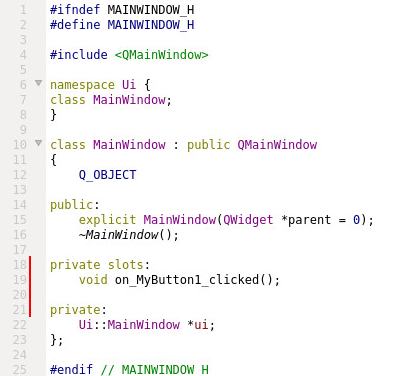 1 #ifndef MAINWINDOW_H
2 #define MAINWINDOW_H
3
4 #include <QMainWindow>
5
6 namespace Ui {
7 class MainWindow;
8 }
9
10 class MainWindow : public QMainWindow
11 {
12     Q_OBJECT
13
14 public:
15     explicit MainWindow(QWidget *parent = 0);
16     ~MainWindow();
17
18 private slots:
19     void on_MyButton1_clicked();
20
21 private:
22     Ui::MainWindow *ui;
23 };
24
25 #endif // MAINWINDOW_H